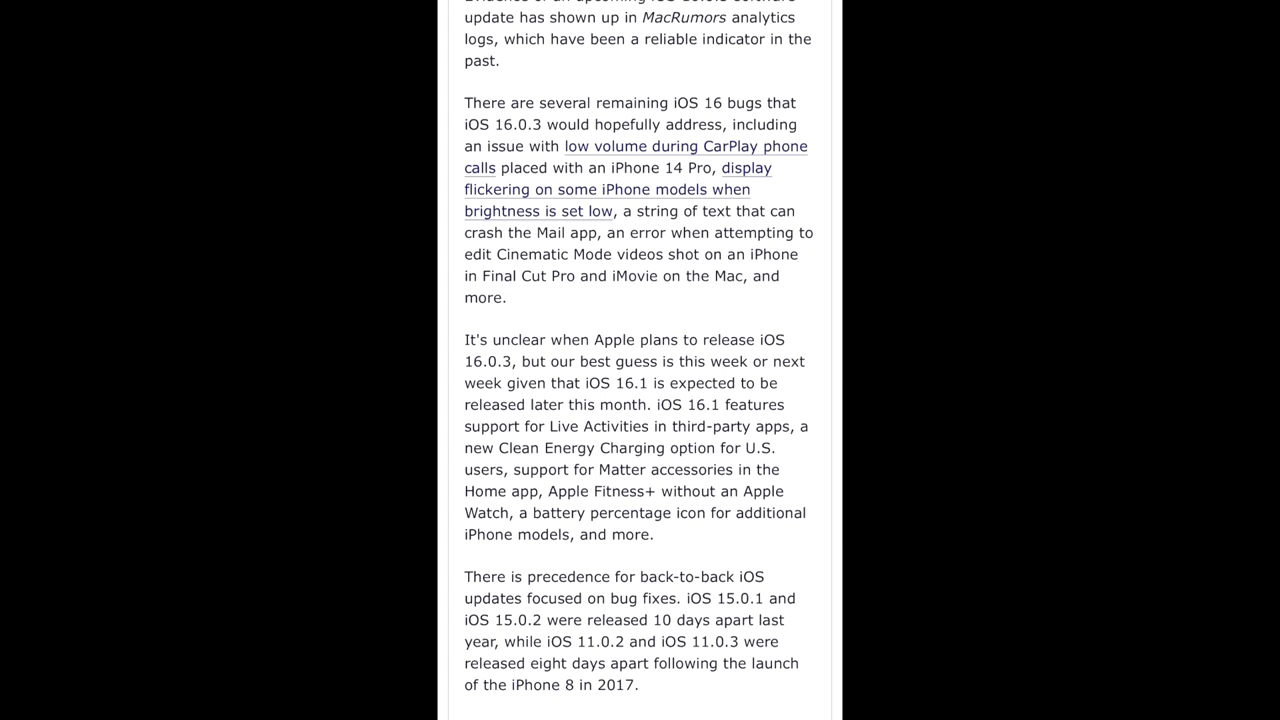 update has shown up in MacRumors analytics
logs, which have been a reliable indicator in the
past.
There are several remaining iOS 16 bugs that
iOS 16.0.3 would hopefully address, including
an issue with low volume during CarPlay phone
calls placed with an iPhone 14 Pro, display
flickering on some iPhone models when
brightness is set low, a string of text that can
crash the Mail app, an error when attempting to
edit Cinematic Mode videos shot on an iPhone
in Final Cut Pro and iMovie on the Mac, and
more.
It's unclear when Apple plans to release iOS
16.0.3, but our best guess is this week or next
week given that iOS 16.1 is expected to be
released later this month. iOS 16.1 features
support for Live Activities in third-party apps, a
new Clean Energy Charging option for U.S.
users, support for Matter accessories in the
Home app, Apple Fitness+ without an Apple
Watch, a battery percentage icon for additional
iPhone models, and more.
There is precedence for back-to-back iOS
updates focused on bug fixes. iOS 15.0.1 and
iOS 15.0.2 were released 10 days apart last
year, while iOS 11.0.2 and iOS 11.0.3 were
released eight days apart following the launch
of the iPhone 8 in 2017.